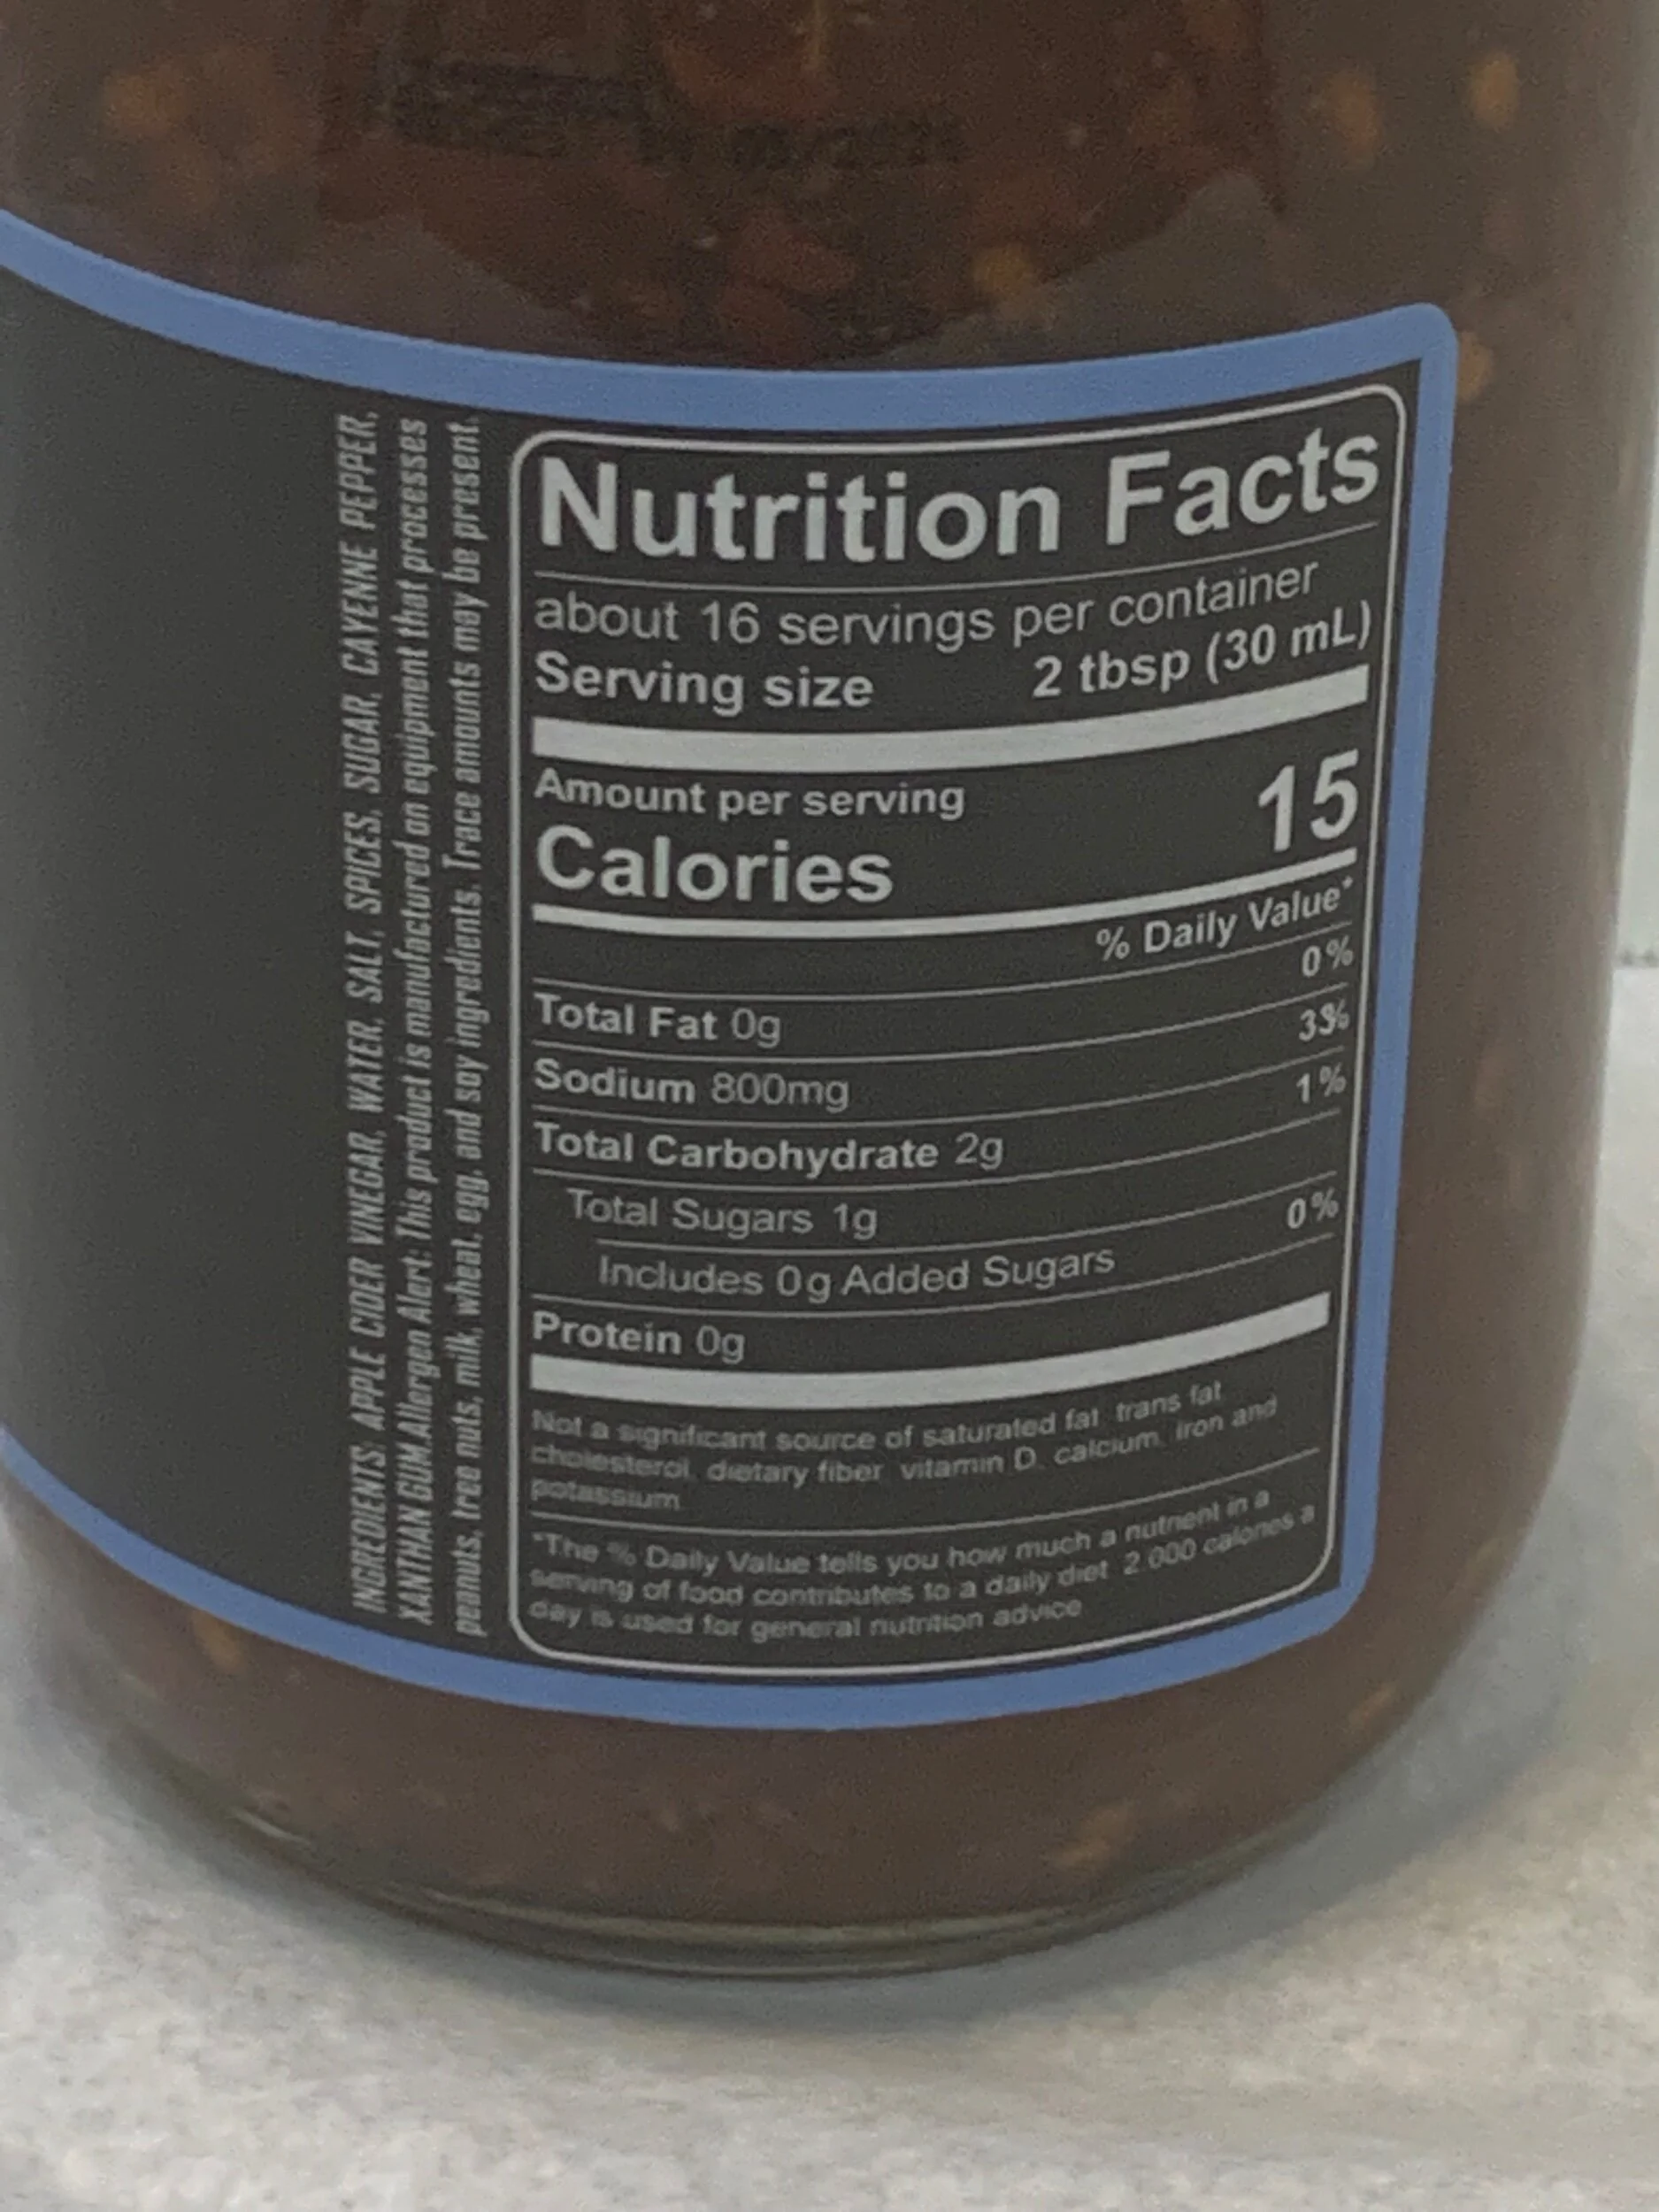 INGREDIENTS: APPLE CIDER VINEGAR, WATER, SALT, SPICES, SUGAR, CAYENNE PEPPER,
XANTHAN GUM.Allergen Alert: This product is manufactured on equipment that processes
peanuts, tree nuts, milk, wheat, egg, and soy ingredients. Trace amounts may be present.
Nutrition Facts
about 16 servings per container
Serving size 2 tbsp (30 mL)
Amount per serving
Calories 15
% Daily Value*
Total Fat 0g 0%
Sodium 800mg 33%
Total Carbohydrate 2g 1%
Total Sugars 1g
Includes 0g Added Sugars 0%
Protein 0g
Not a significant source of saturated fat trans fat
cholesterol, dietary fiber, vitamin D, calcium, iron and
potassium
*The % Daily Value tells you how much a nutrient in a
serving of food contributes to a daily diet 2,000 calories a
day is used for general nutrition advice